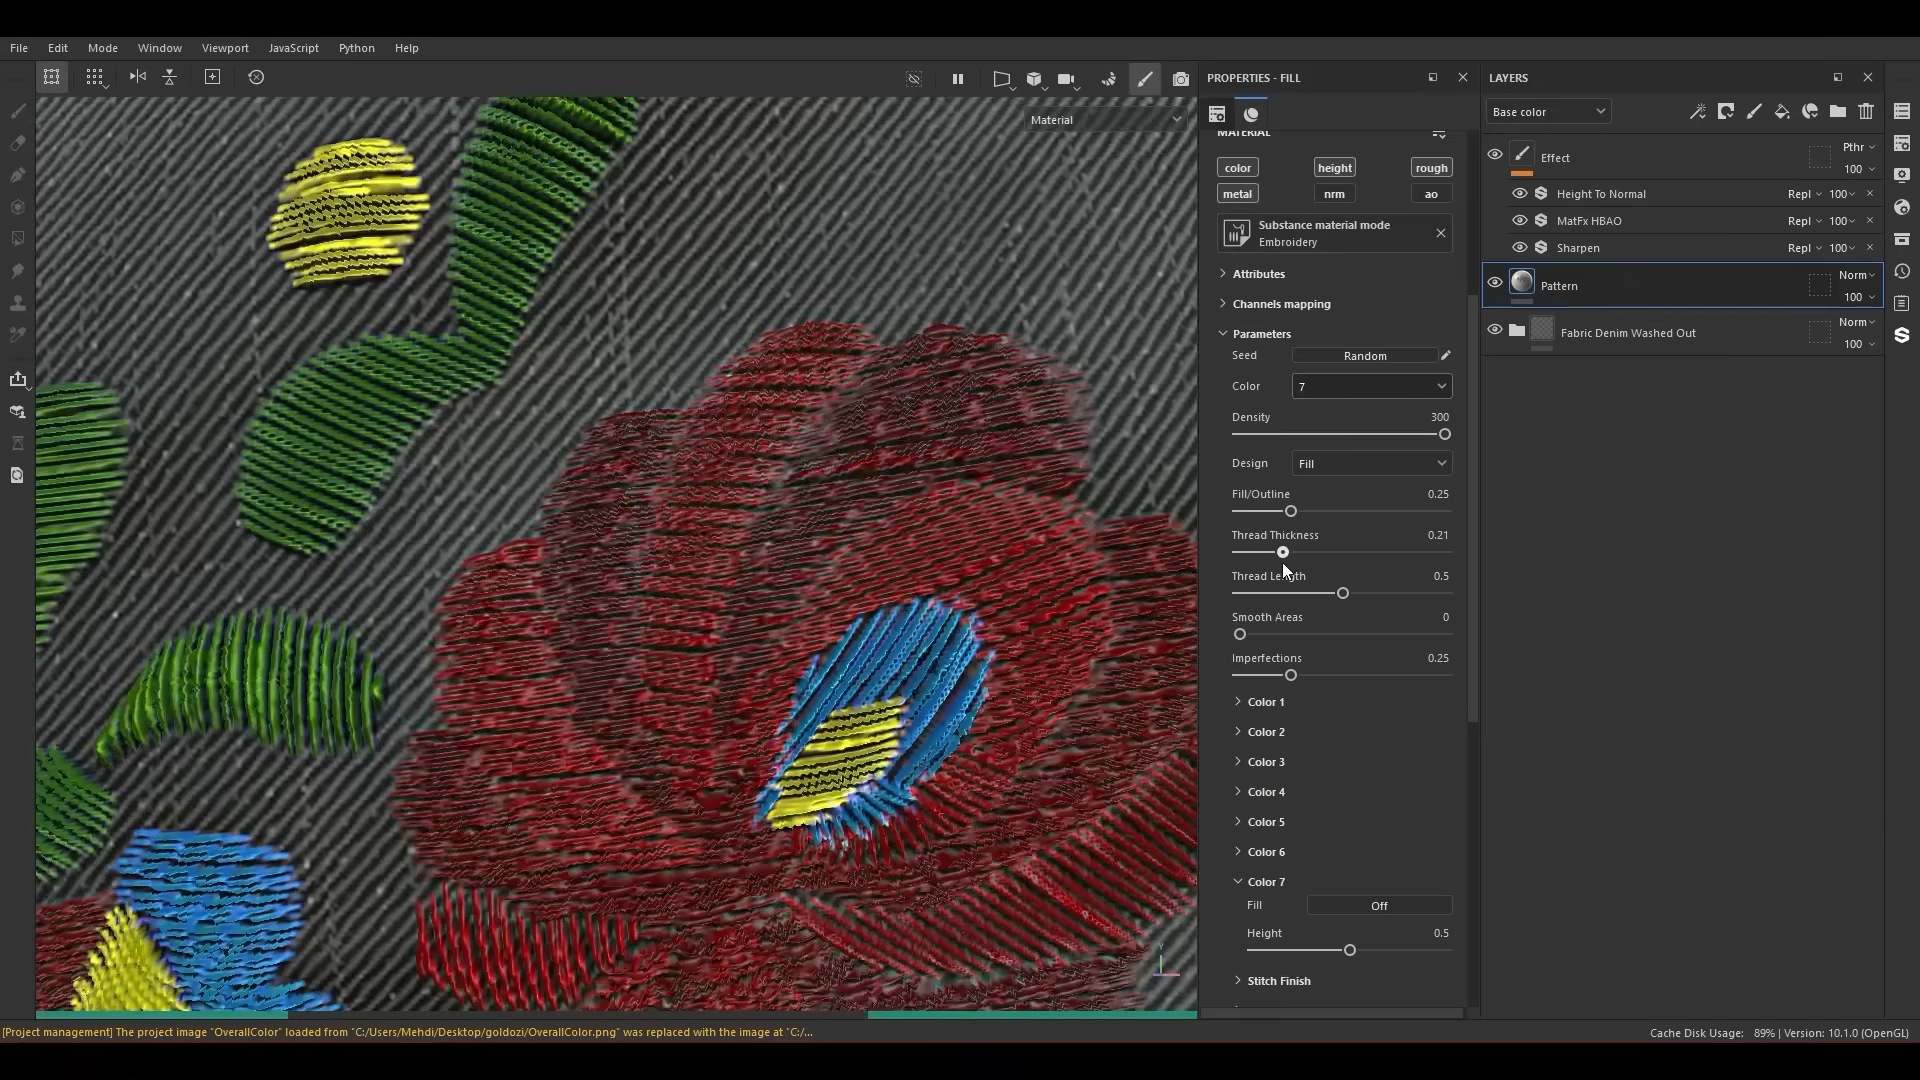 File Edit Mode Window Viewport JavaScript Python Help
Material
PROPERTIES - FILL
MATERIAL
color height rough
metal nrm ao
Substance material mode
Embroidery
Attributes
Channels mapping
Parameters
Seed Random
Color 7
Density 300
Design Fill
Fill/Outline 0.25
Thread Thickness 0.21
Thread Length 0.5
Smooth Areas 0
Imperfections 0.25
Color 1
Color 2
Color 3
Color 4
Color 5
Color 6
Color 7
Fill Off
Height 0.5
Stitch Finish
LAYERS
Base color
Effect Pthr
100
Height To Normal Repl 100
MatFx HBAO Repl 100
Sharpen Repl 100
Pattern Norm
100
Fabric Denim Washed Out Norm
100
[Project management] The project image "OverallColor" loaded from "C:/Users/Mehdi/Desktop/goldozi/OverallColor.png" was replaced with the image at "C:/...
Cache Disk Usage: 89% | Version: 10.1.0 (OpenGL)